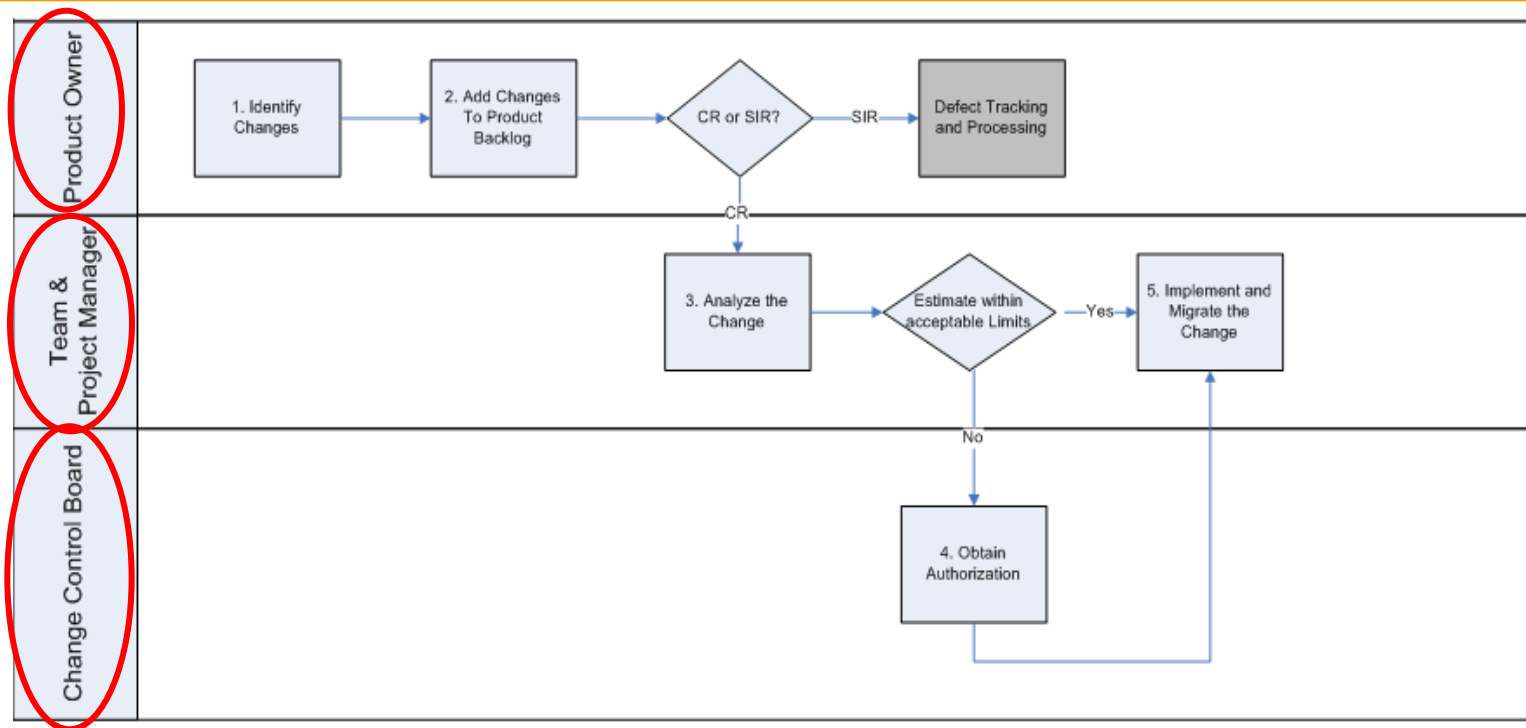 Product Owner
1. Identify
Changes
2. Add Changes
To Product
Backlog
CR or SIR?
SIR
Defect Tracking
and Processing
CR
Team &
Project Manager
3. Analyze the
Change
Estimate within
acceptable Limits
Yes
5. Implement and
Migrate the
Change
No
Change Control Board
4. Obtain
Authorization